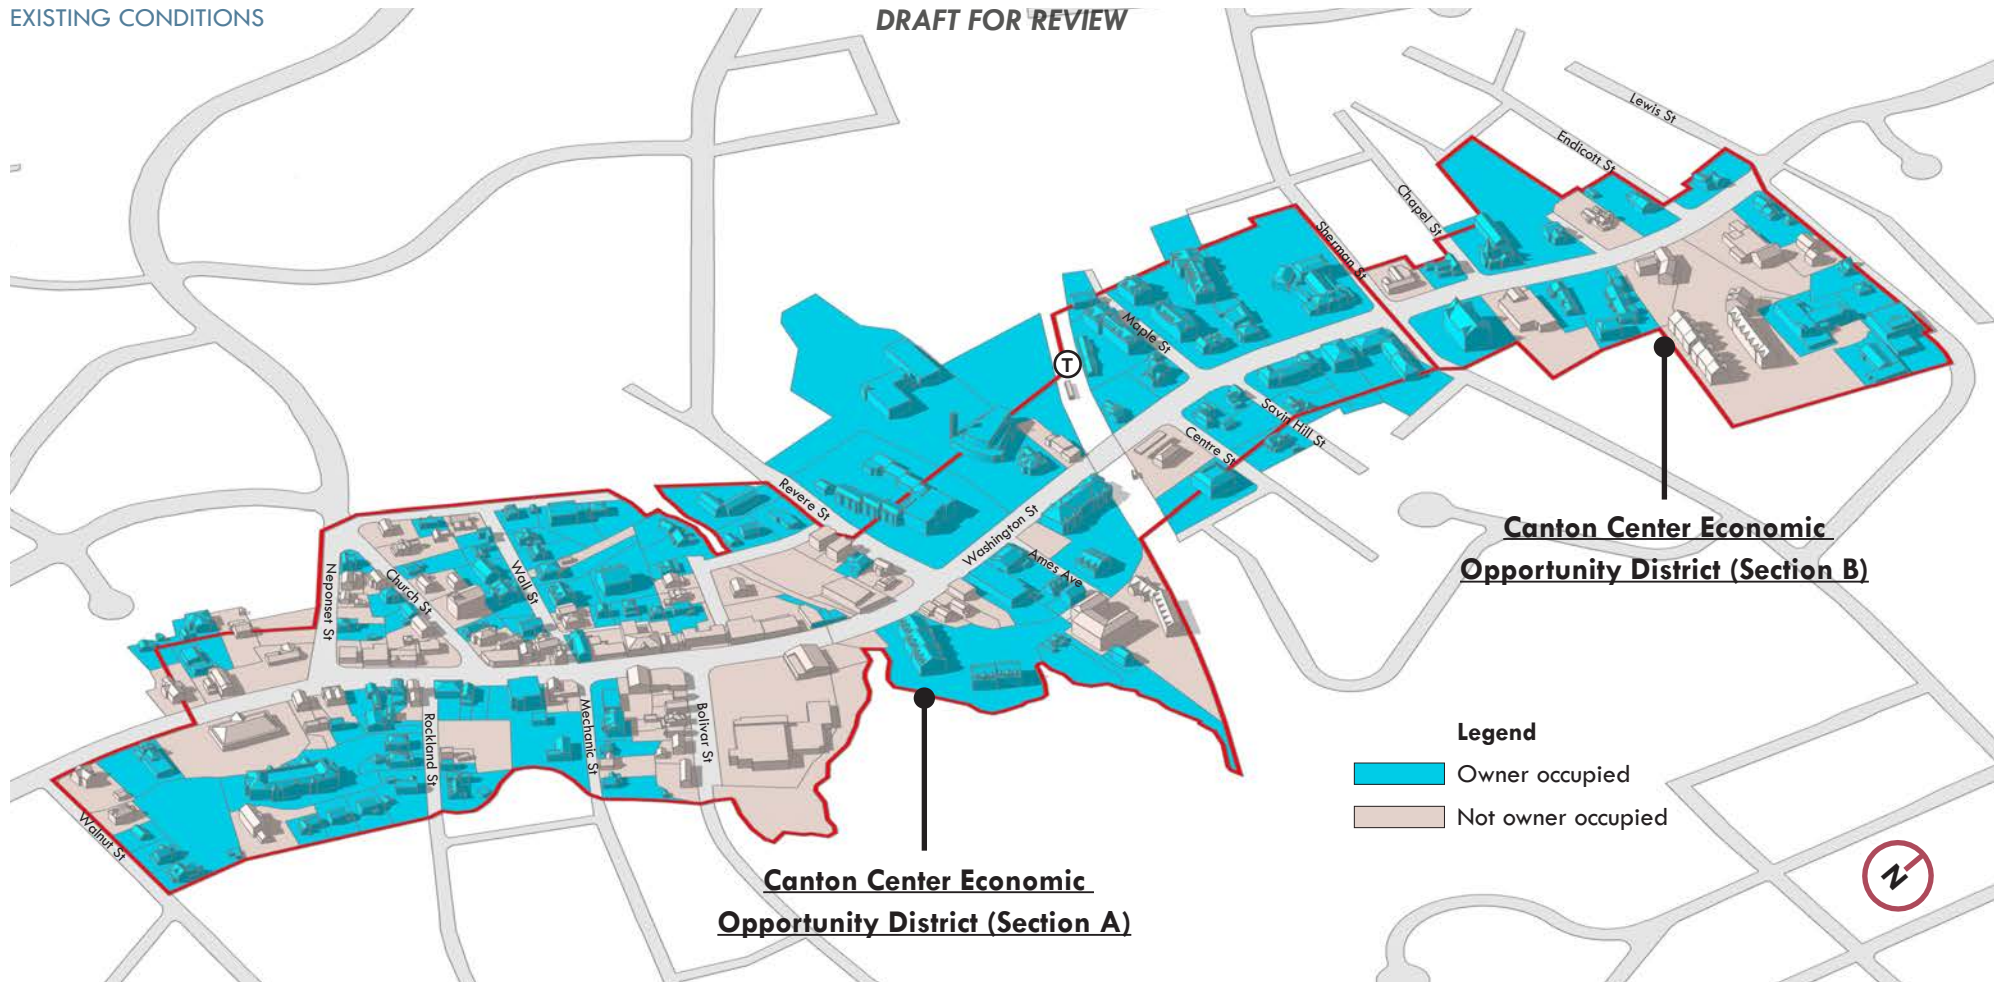 EXISTING CONDITIONS
DRAFT FOR REVIEW
Lewis St
Endicott St
Chapel St
Sherman St
Maple St
T
Savin Hill St
Centre St
Revere St
Washington St
Ames Ave
Canton Center Economic
Opportunity District (Section B)
Neponset St
Church St
Wall St
Rockland St
Mechanic St
Bolivar St
Walnut St
Legend
Owner occupied
Not owner occupied
Canton Center Economic
Opportunity District (Section A)
N